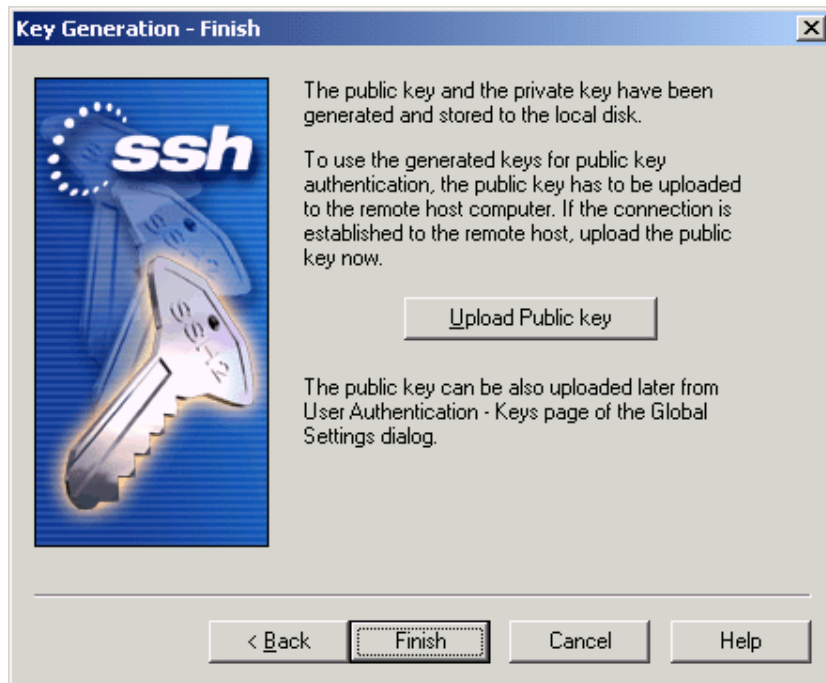 Key Generation - Finish
ssh
The public key and the private key have been
generated and stored to the local disk.
To use the generated keys for public key
authentication, the public key has to be uploaded
to the remote host computer. If the connection is
established to the remote host, upload the public
key now.
Upload Public key
The public key can be also uploaded later from
User Authentication - Keys page of the Global
Settings dialog.
< Back
Finish
Cancel
Help